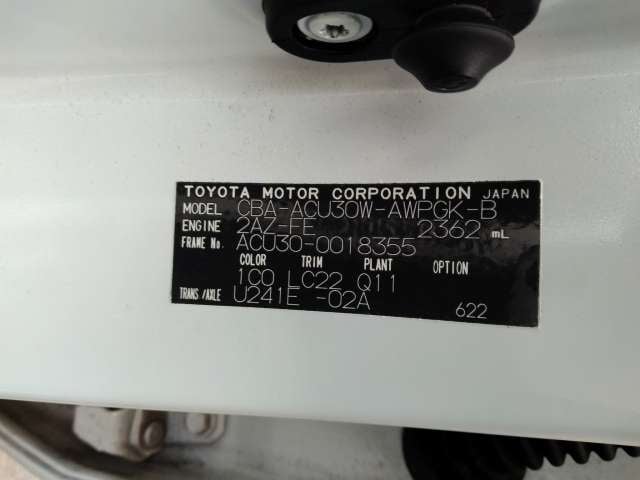 TOYOTA MOTOR CORPORATION JAPAN
MODEL CBA-ACU30W-AWPGK-B
ENGINE 2AZ-FE 2362 mL
FRAME No. ACU30-0018355
COLOR TRIM PLANT OPTION
1C0 LC22 Q11
TRANS/AXLE U241E -02A 622